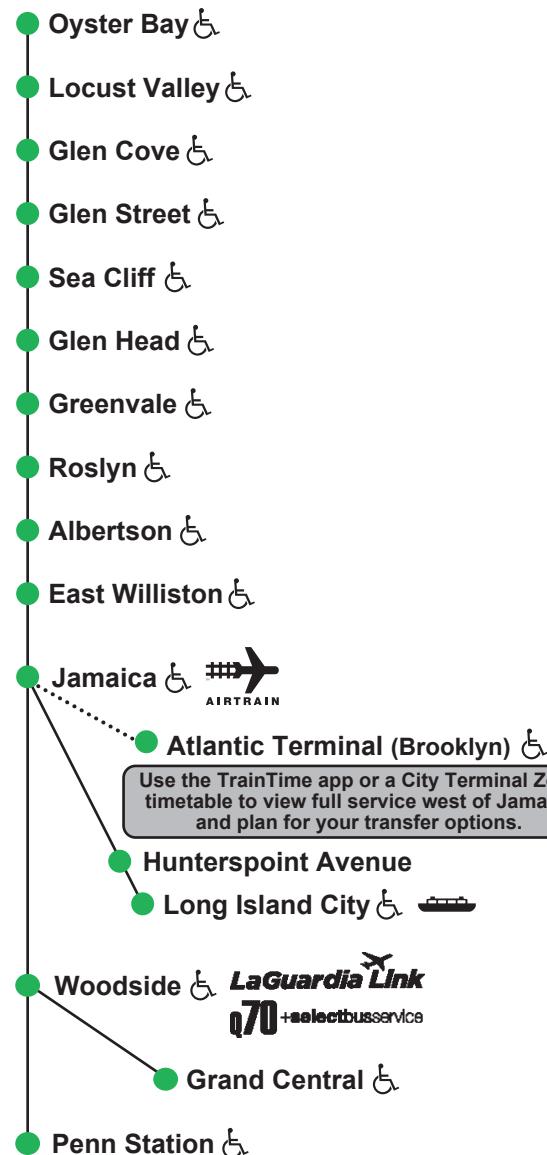 Oyster Bay
Locust Valley
Glen Cove
Glen Street
Sea Cliff
Glen Head
Greenvale
Roslyn
Albertson
East Williston
Jamaica
AIRTRAIN
Atlantic Terminal (Brooklyn)
Use the TrainTime app or a City Terminal
timetable to view full service west of
and plan for your transfer options.
Hunterspoint Avenue
Long Island City
Woodside
LaGuardia Link
Q70 +selectbusservice
Grand Central
Penn Station